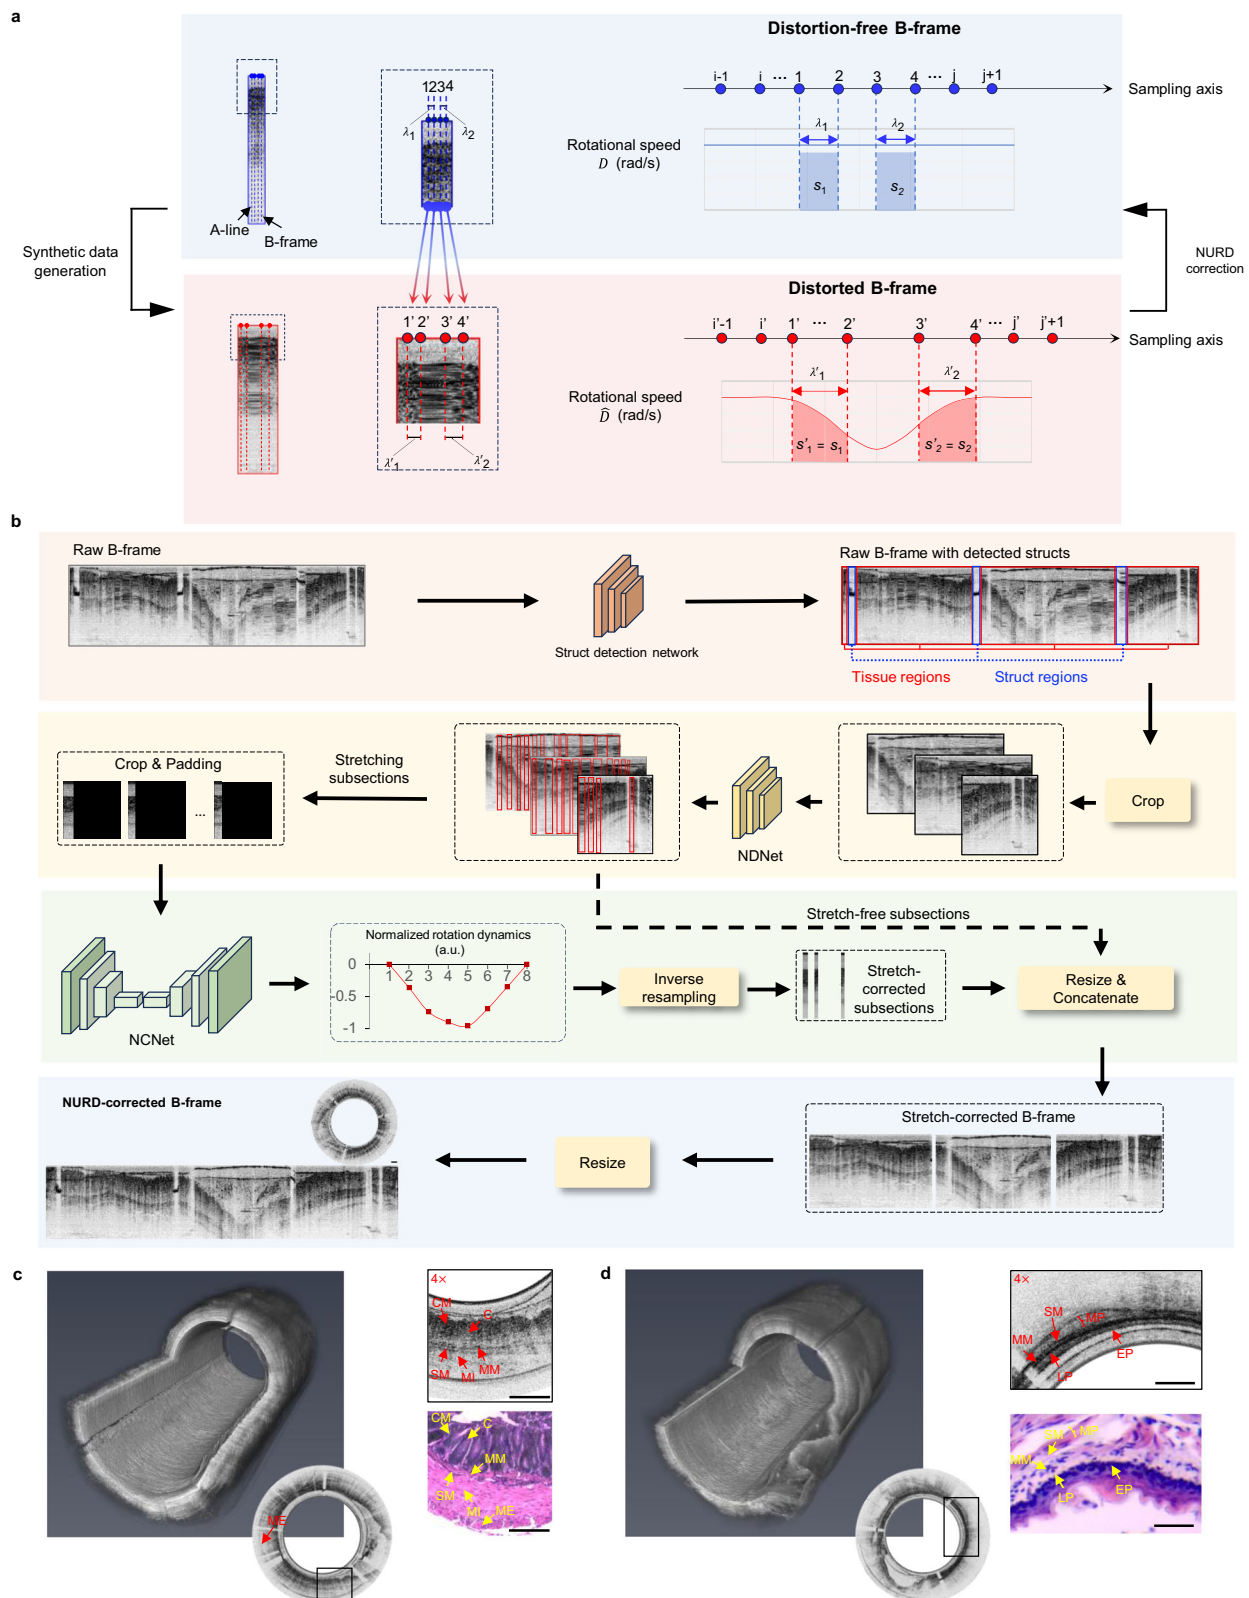 a
Distortion-free B-frame
1234
λ1
λ2
A-line
B-frame
i-1 i ... 1 2 3 4 ... j j+1
Sampling axis
λ1 λ2
Rotational speed
D (rad/s)
s1 s2
Synthetic data
generation
NURD
correction
Distorted B-frame
1' 2' 3' 4'
λ'1
λ'2
i'-1 i' 1' ... 2' 3' 4' ... j' j'+1
Sampling axis
λ'1 λ'2
Rotational speed
D̂ (rad/s)
s'1 = s1 s'2 = s2
b
Raw B-frame
Struct detection network
Raw B-frame with detected structs
Tissue regions Struct regions
Crop & Padding
...
Stretching
subsections
NDNet
Crop
Stretch-free subsections
NCNet
Normalized rotation dynamics
(a.u.)
0
1 2 3 4 5 6 7 8
-0.5
-1
Inverse
resampling
Stretch-
corrected
subsections
Resize &
Concatenate
NURD-corrected B-frame
Resize
Stretch-corrected B-frame
c
4×
CM
C
SM
MI
MM
CM
C
MM
SM
MI
ME
ME
d
4×
SM
MP
MM
LP
EP
SM
MP
MM
LP
EP